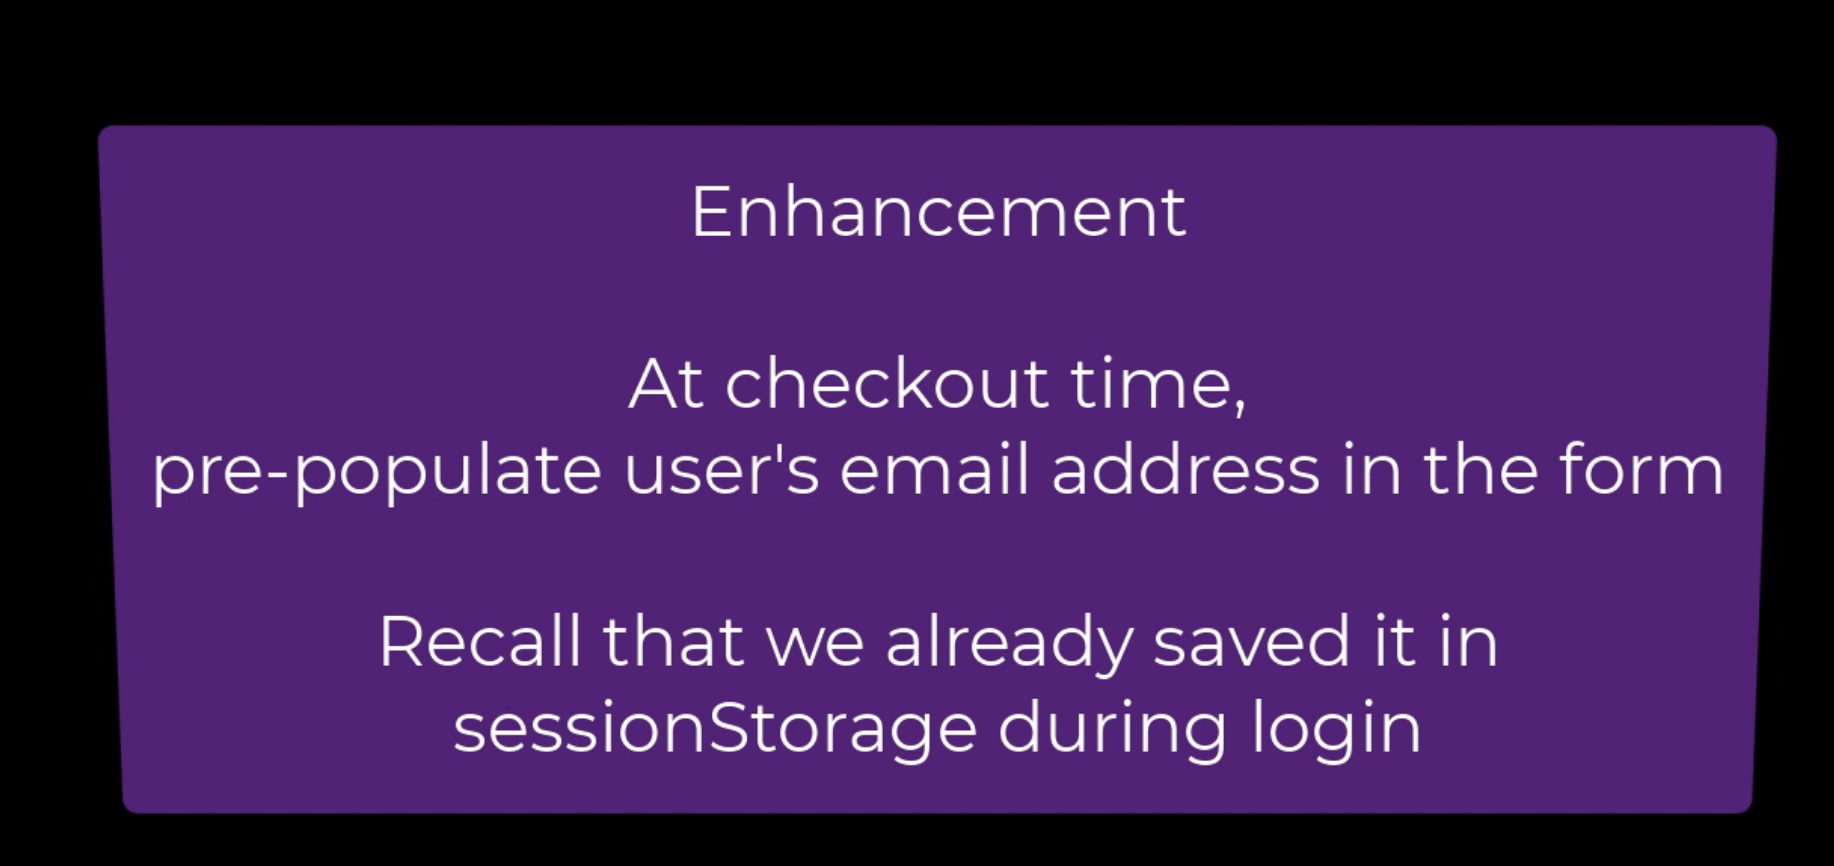 Enhancement
At checkout time,
pre-populate user's email address in the form
Recall that we already saved it in
sessionStorage during login